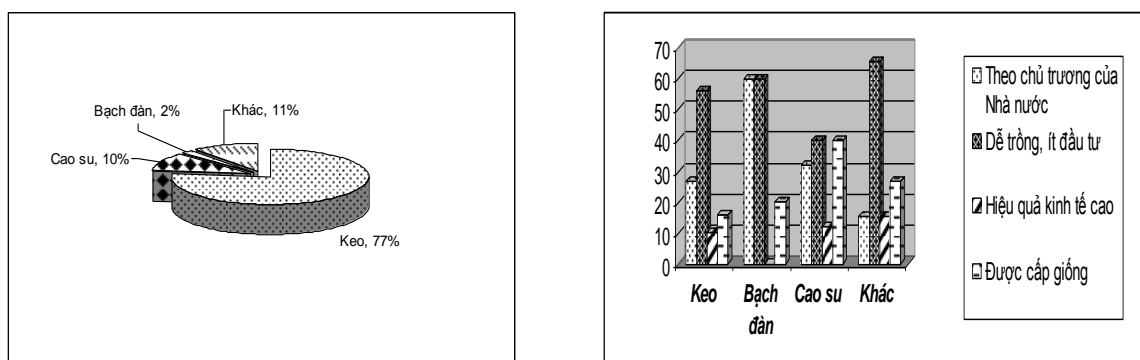 Bạch đàn, 2%
Khác, 11%
Cao su, 10%
Keo, 77%
70
60
50
40
30
20
10
0
Keo
Bạch
đàn
Cao su
Khác
Theo chủ trương của
Nhà nước
Dễ trồng, ít đầu tư
Hiệu quả kinh tế cao
Được cấp giống